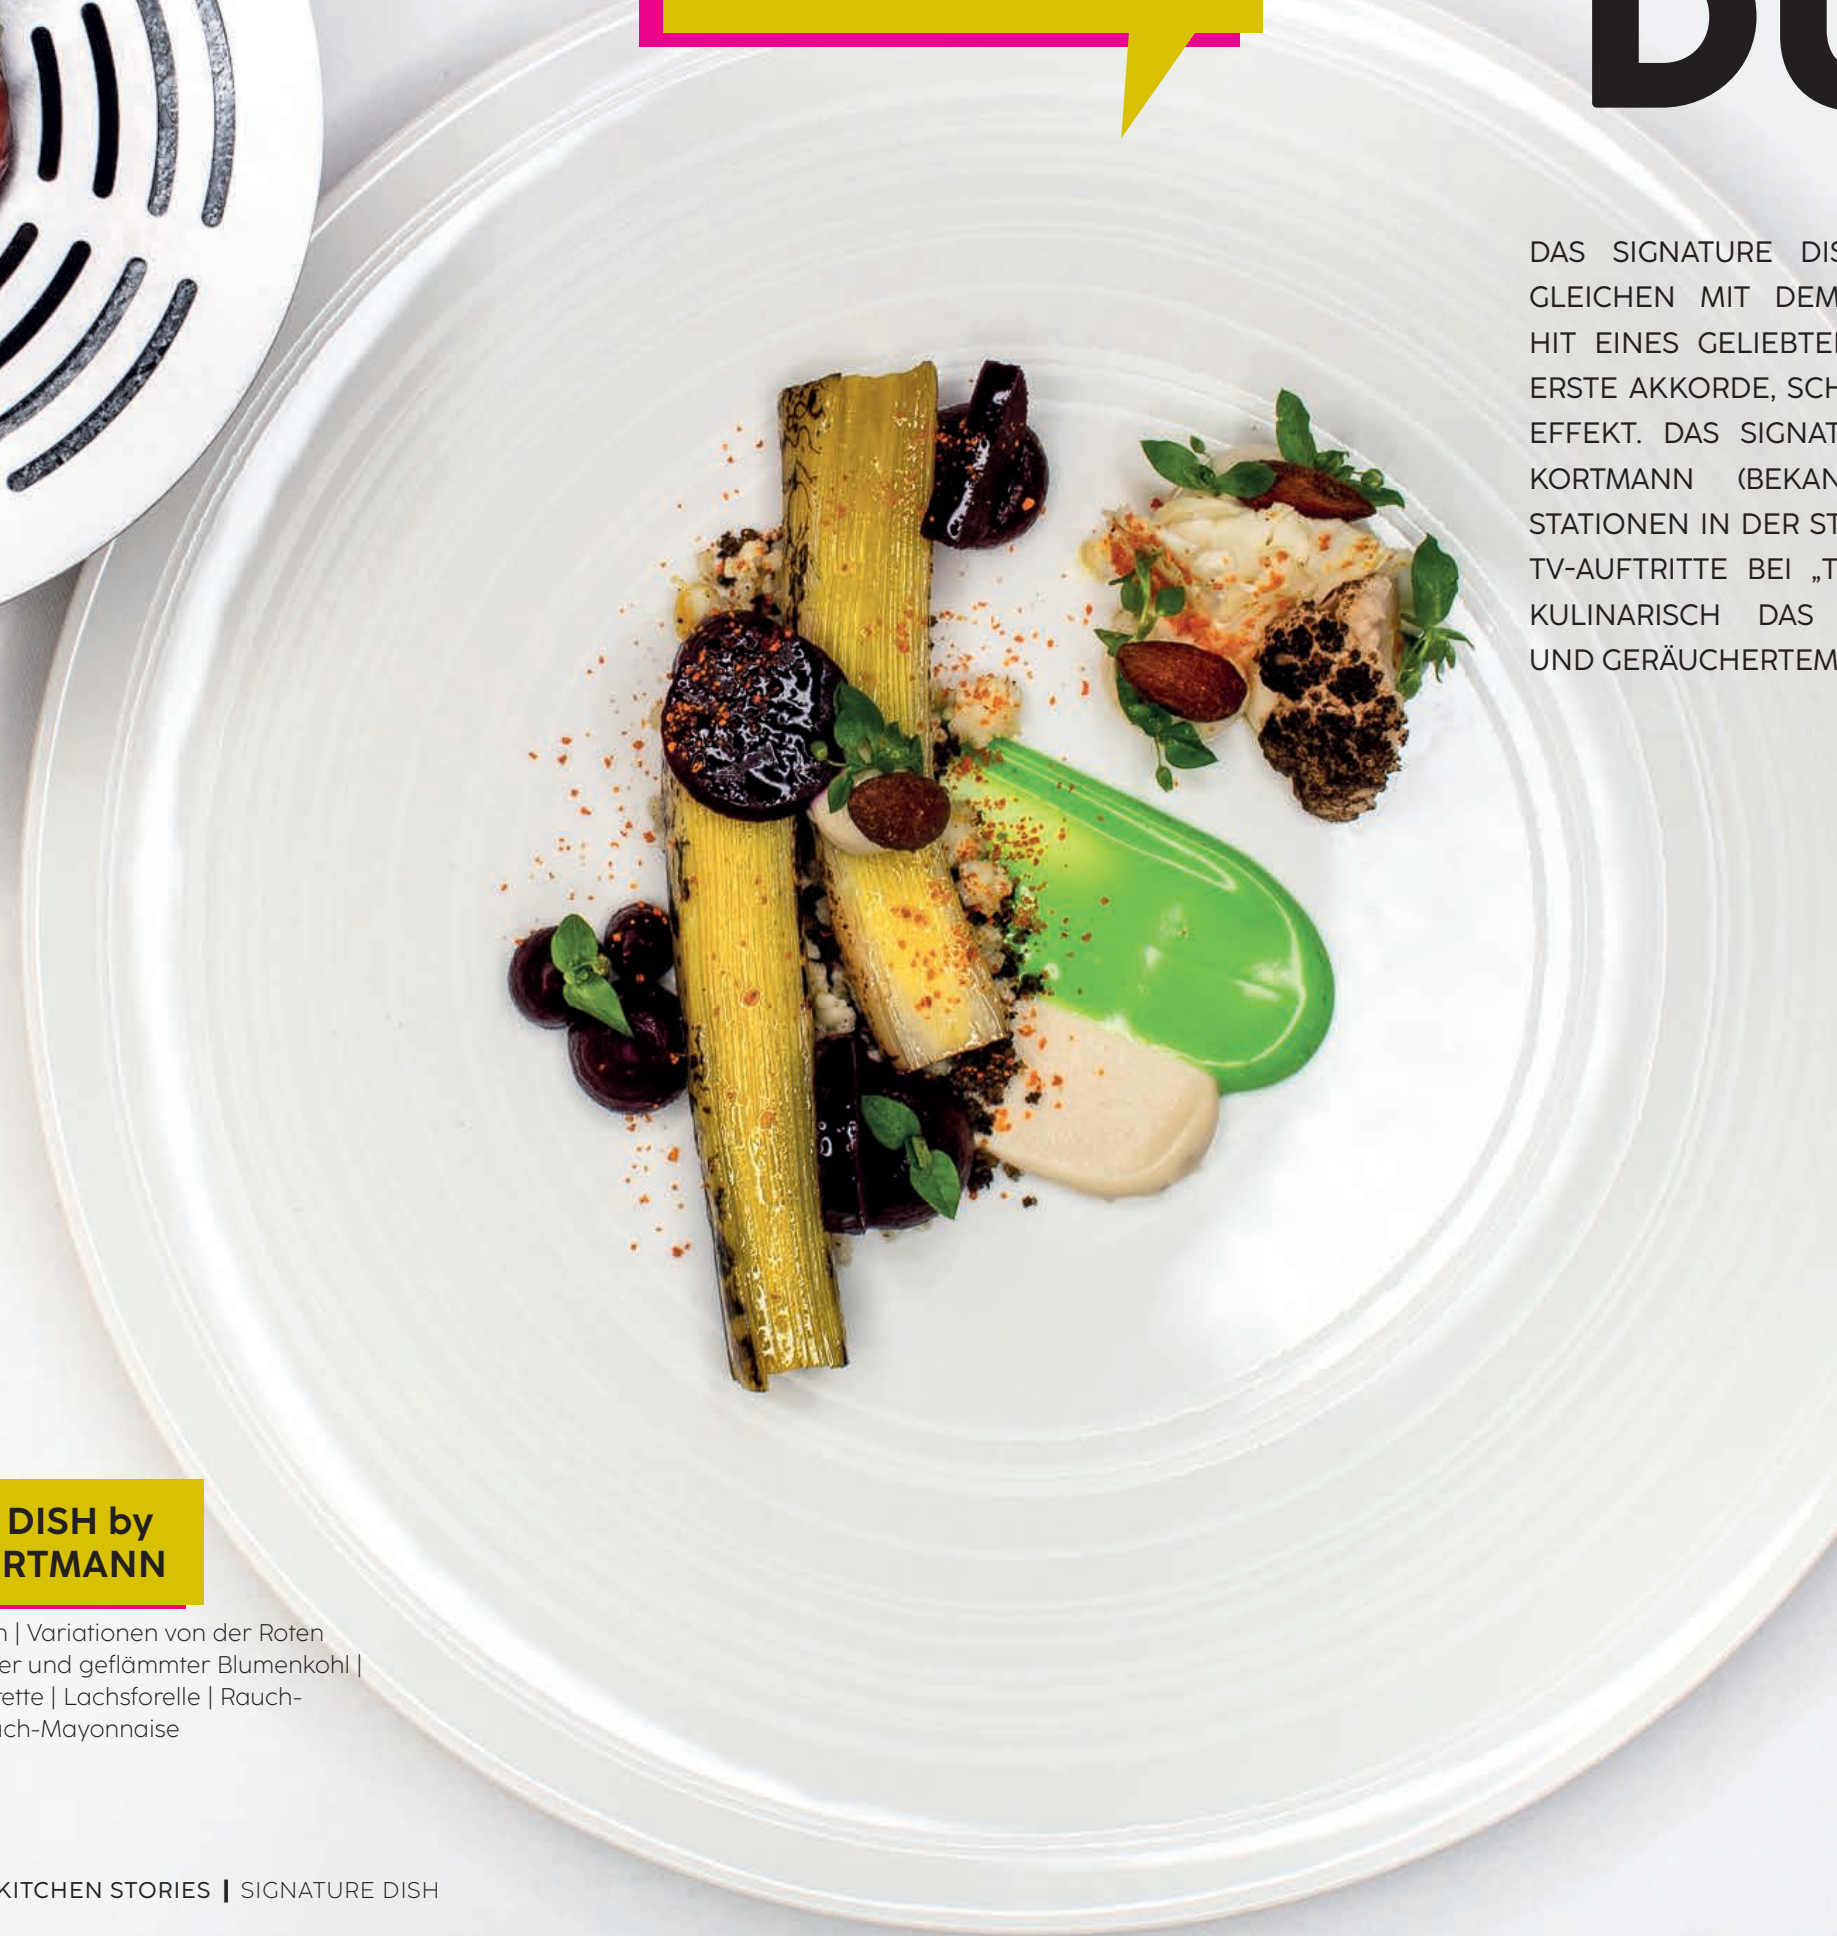 DU
DAS SIGNATURE DIS
GLEICHEN MIT DEM
HIT EINES GELIEBTE
ERSTE AKKORDE, SCH
EFFEKT. DAS SIGNAT
KORTMANN (BEKAN
STATIONEN IN DER ST
TV-AUFTRITTE BEI „T
KULINARISCH DAS
UND GERÄUCHERTEM
DISH by
RTMANN
n | Variationen von der Roten
er und geflämmter Blumenkohl |
ette | Lachsforelle | Rauch-
ch-Mayonnaise
KITCHEN STORIES | SIGNATURE DISH